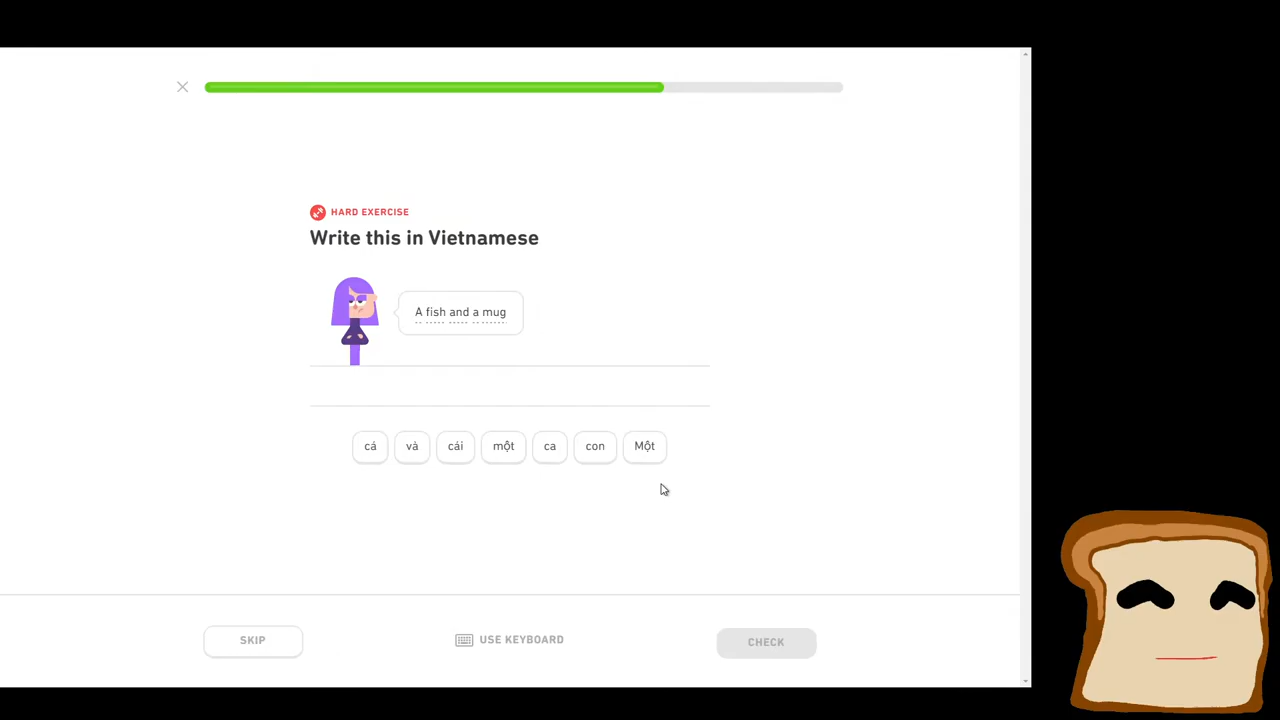 HARD EXERCISE
Write this in Vietnamese
A fish and a mug
cá và cái một ca con Một
SKIP USE KEYBOARD CHECK